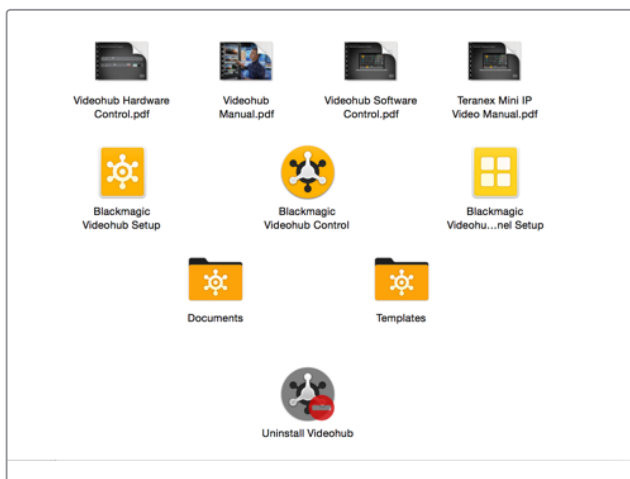 Videohub Hardware
Control.pdf
Videohub
Manual.pdf
Videohub Software
Control.pdf
Teranex Mini IP
Video Manual.pdf
Blackmagic
Videohub Setup
Blackmagic
Videohub Control
Blackmagic
Videohu...nel Setup
Documents
Templates
Uninstall Videohub